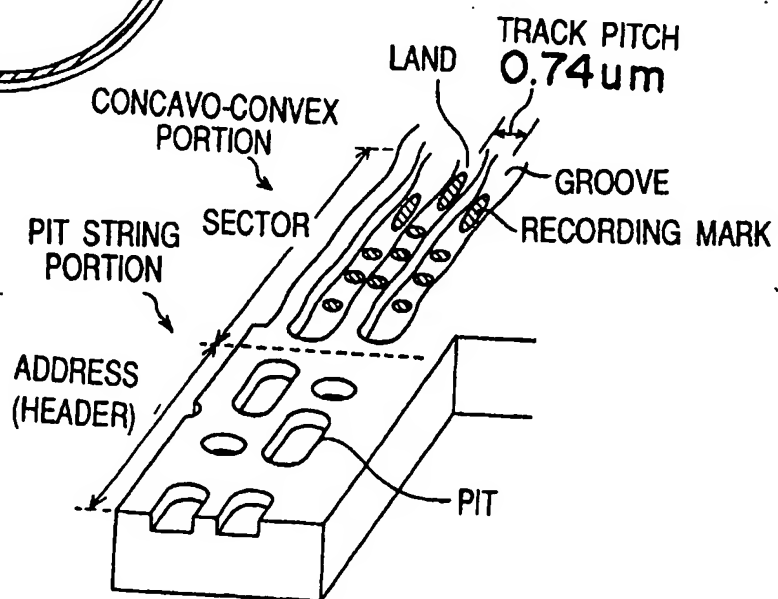 TRACK PITCH
0.74um
LAND
CONCAVO-CONVEX
PORTION
GROOVE
SECTOR
RECORDING MARK
PIT STRING
PORTION
ADDRESS
(HEADER)
PIT